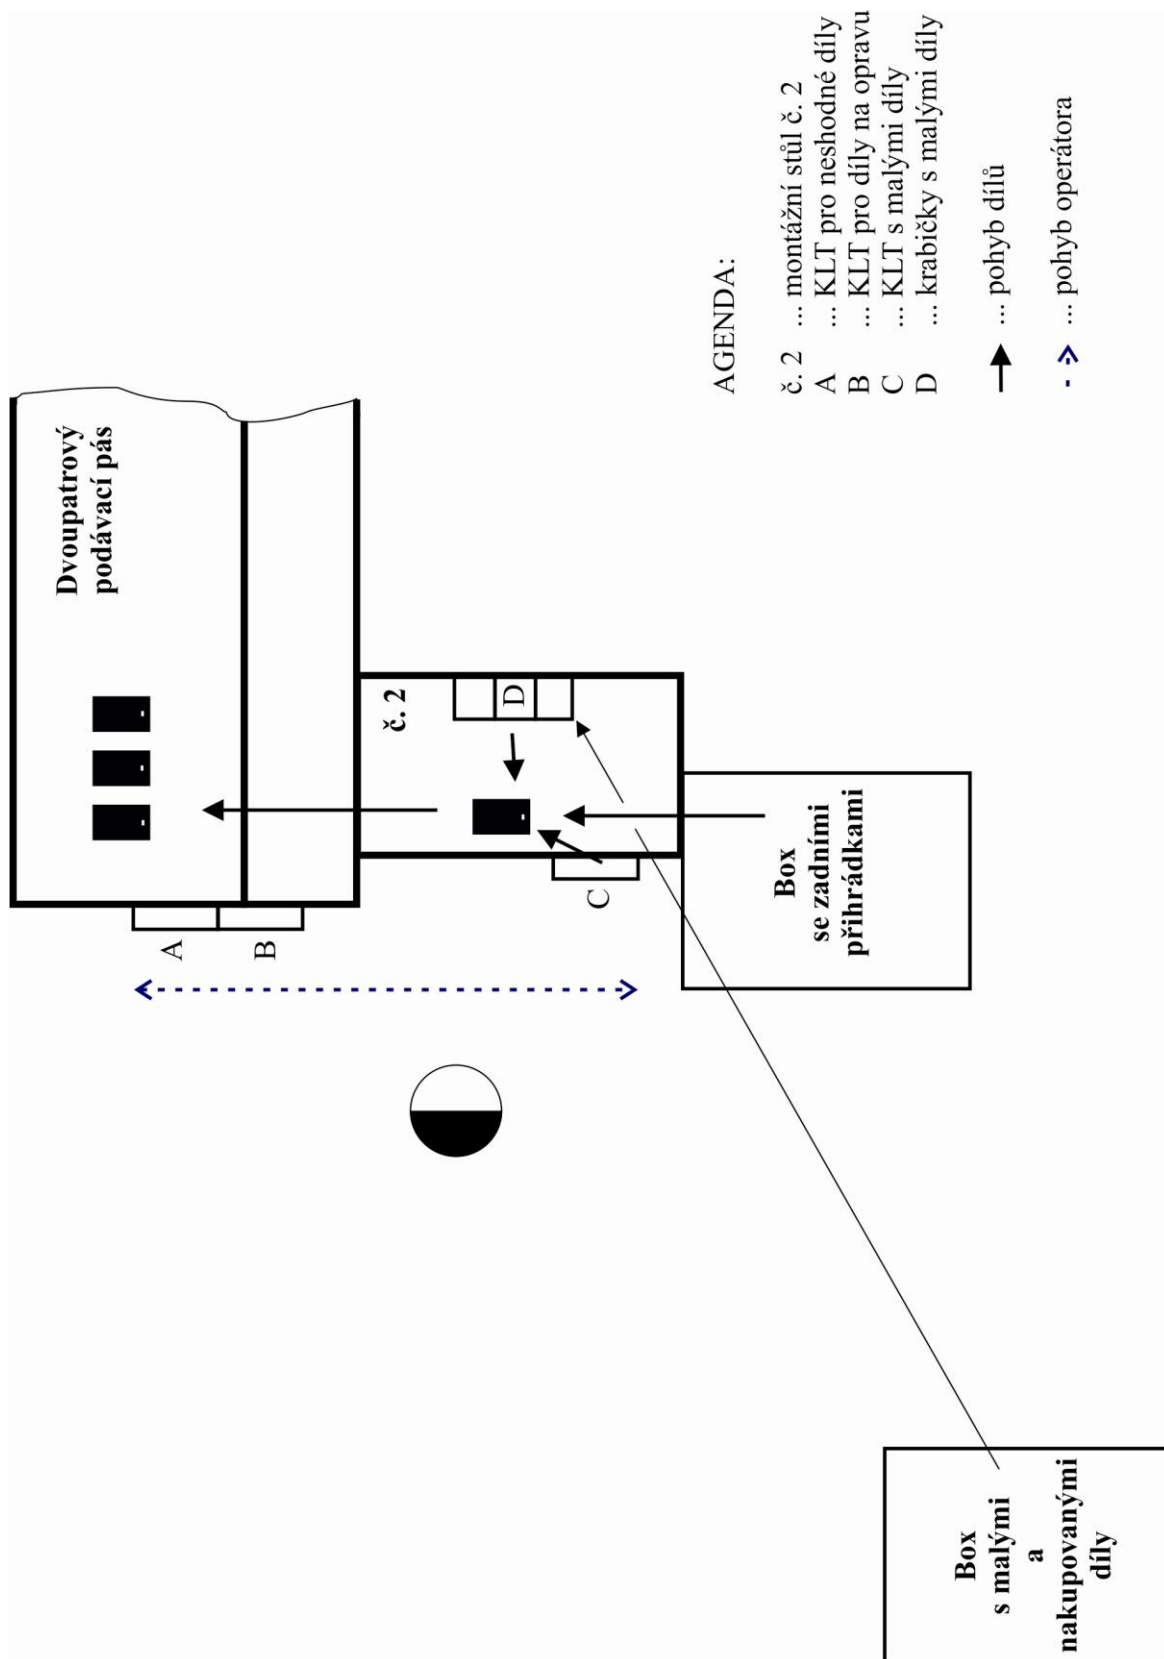 Dvoupatrový
podávací pás
č. 2
D
A
B
C
Box
se zadními
přihrádkami
Box
s malými
a
nakupovanými
díly
AGENDA:
č. 2 ... montážní stůl č. 2
A ... KLT pro neshodné díly
B ... KLT pro díly na opravu
C ... KLT s malými díly
D ... krabičky s malými díly
... pohyb dílů
... pohyb operátora